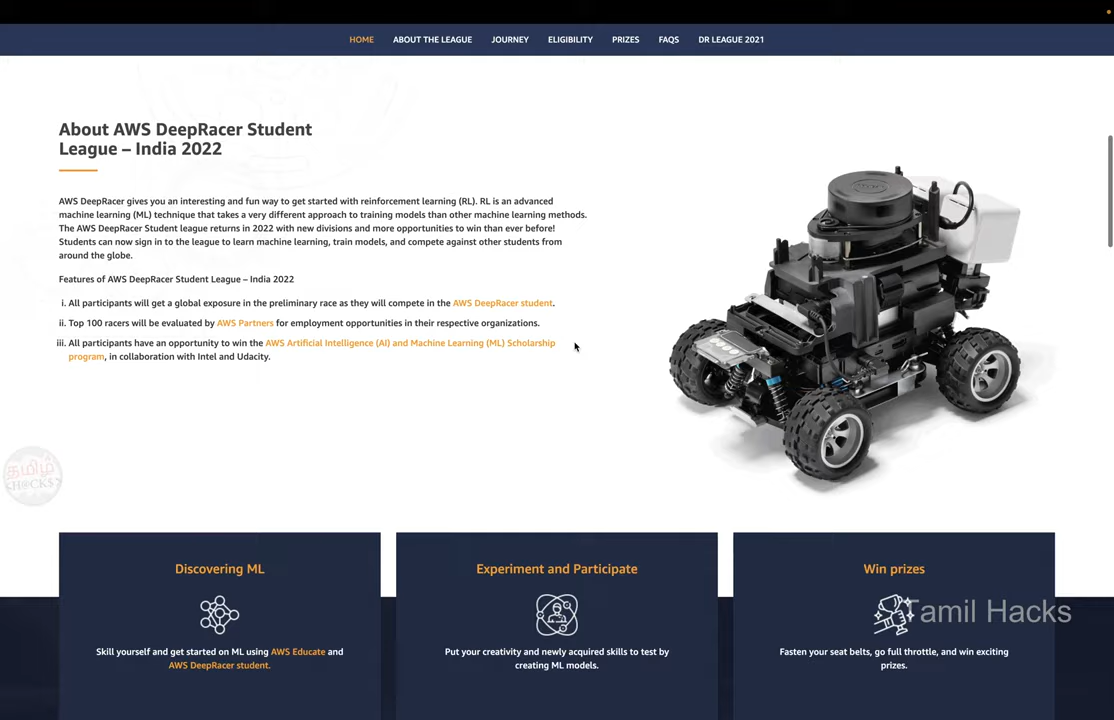 HOME ABOUT THE LEAGUE JOURNEY ELIGIBILITY PRIZES FAQS DR LEAGUE 2021
About AWS DeepRacer Student
League – India 2022
AWS DeepRacer gives you an interesting and fun way to get started with reinforcement learning (RL). RL is an advanced
machine learning (ML) technique that takes a very different approach to training models than other machine learning methods.
The AWS DeepRacer Student league returns in 2022 with new divisions and more opportunities to win than ever before!
Students can now sign in to the league to learn machine learning, train models, and compete against other students from
around the globe.
Features of AWS DeepRacer Student League – India 2022
i. All participants will get a global exposure in the preliminary race as they will compete in the AWS DeepRacer student.
ii. Top 100 racers will be evaluated by AWS Partners for employment opportunities in their respective organizations.
iii. All participants have an opportunity to win the AWS Artificial Intelligence (AI) and Machine Learning (ML) Scholarship
program, in collaboration with Intel and Udacity.
தமிழ்
HACKS
Discovering ML
Skill yourself and get started on ML using AWS Educate and
AWS DeepRacer student.
Experiment and Participate
Put your creativity and newly acquired skills to test by
creating ML models.
Win prizes
Tamil Hacks
Fasten your seat belts, go full throttle, and win exciting
prizes.